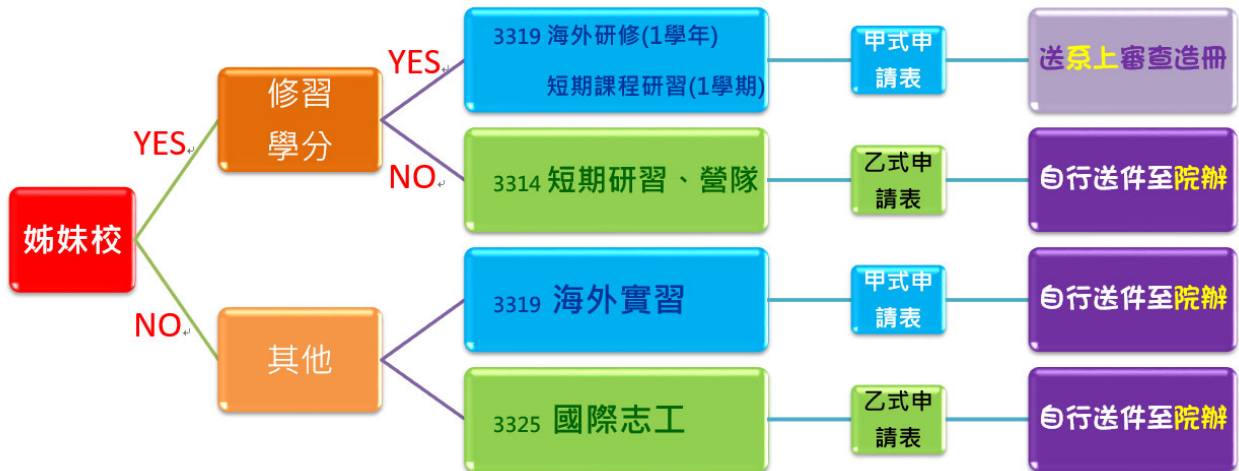 姊妹校
YES
NO
修習
學分
其他
YES
NO
3319 海外研修(1學年)
短期課程研習(1學期)
甲式申
請表
送系上審查造冊
3314 短期研習、營隊
乙式申
請表
自行送件至院辦
3319 海外實習
甲式申
請表
自行送件至院辦
3325 國際志工
乙式申
請表
自行送件至院辦